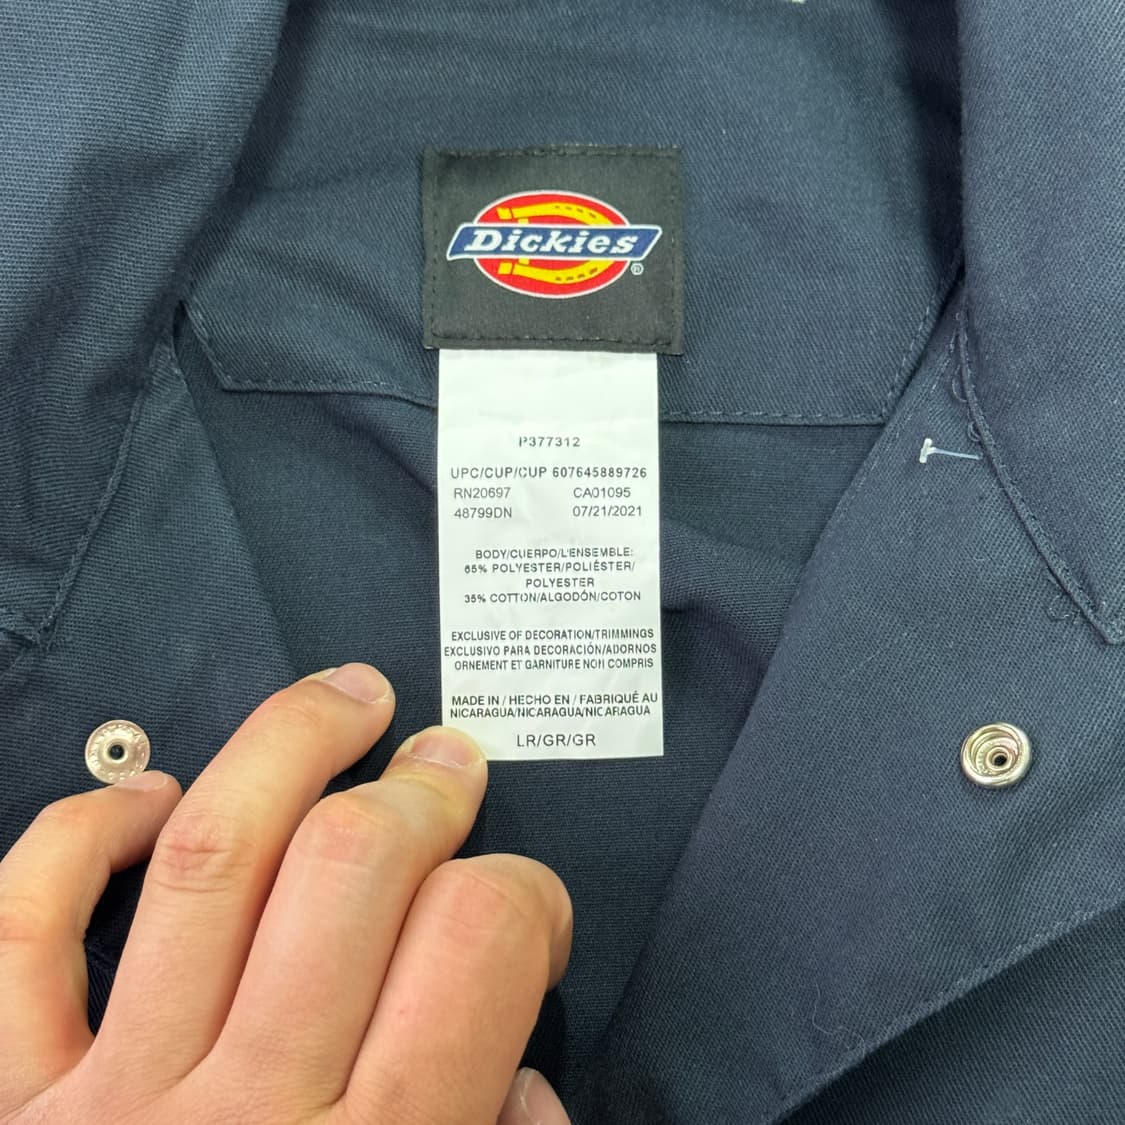 Dickies
®
P377312
UPC/CUP/CUP 607645889726
RN20697 CA01095
48799DN 07/21/2021
BODY/CUERPO/L'ENSEMBLE:
65% POLYESTER/POLIÉSTER/
POLYESTER
35% COTTON/ALGODÓN/COTON
EXCLUSIVE OF DECORATION/TRIMMINGS
EXCLUSIVO PARA DECORACIÓN/ADORNOS
ORNEMENT ET GARNITURE NON COMPRIS
MADE IN / HECHO EN / FABRIQUÉ AU
NICARAGUA/NICARAGUA/NICARAGUA
LR/GR/GR